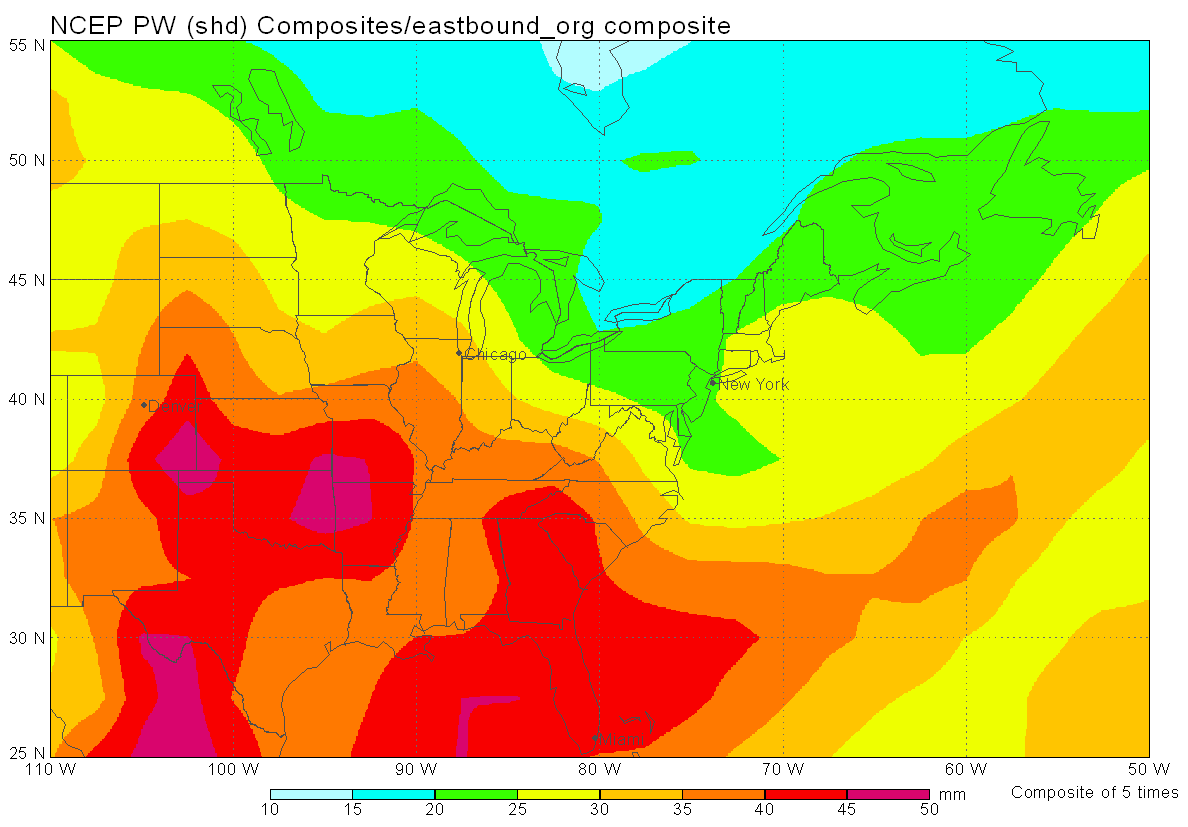 NCEP PW (shd) Composites/eastbound_org composite
55 N
50 N
45 N
Chicago
New York
40 N
Denver
35 N
30 N
Miami
25 N
110 W 100 W 90 W 80 W 70 W 60 W 50 W
10 15 20 25 30 35 40 45 50 mm
Composite of 5 times